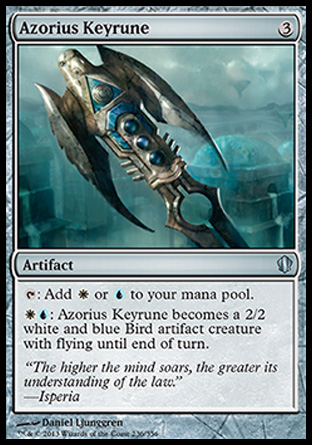 Azorius Keyrune 3
Artifact
: Add or to your mana pool.
: Azorius Keyrune becomes a 2/2
white and blue Bird artifact creature
with flying until end of turn.
"The higher the mind soars, the greater its
understanding of the law."
—Isperia
Daniel Ljunggren
™ & © 2013 Wizards of the Coast 236/356